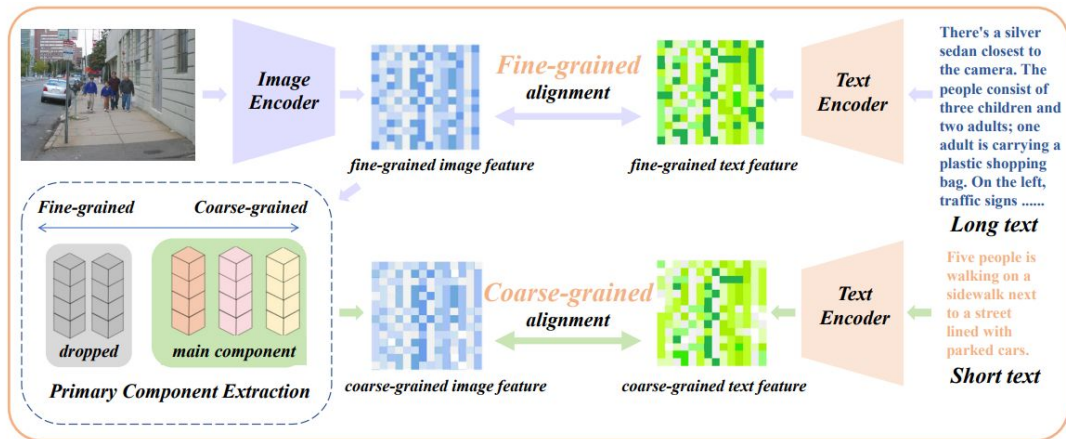 Image
Encoder
fine-grained image feature
Fine-grained
alignment
fine-grained text feature
Text
Encoder
There's a silver
sedan closest to
the camera. The
people consist of
three children and
two adults; one
adult is carrying a
plastic shopping
bag. On the left,
traffic signs ......
Long text
Fine-grained
Coarse-grained
dropped
main component
Primary Component Extraction
coarse-grained image feature
Coarse-grained
alignment
coarse-grained text feature
Text
Encoder
Five people is
walking on a
sidewalk next
to a street
lined with
parked cars.
Short text